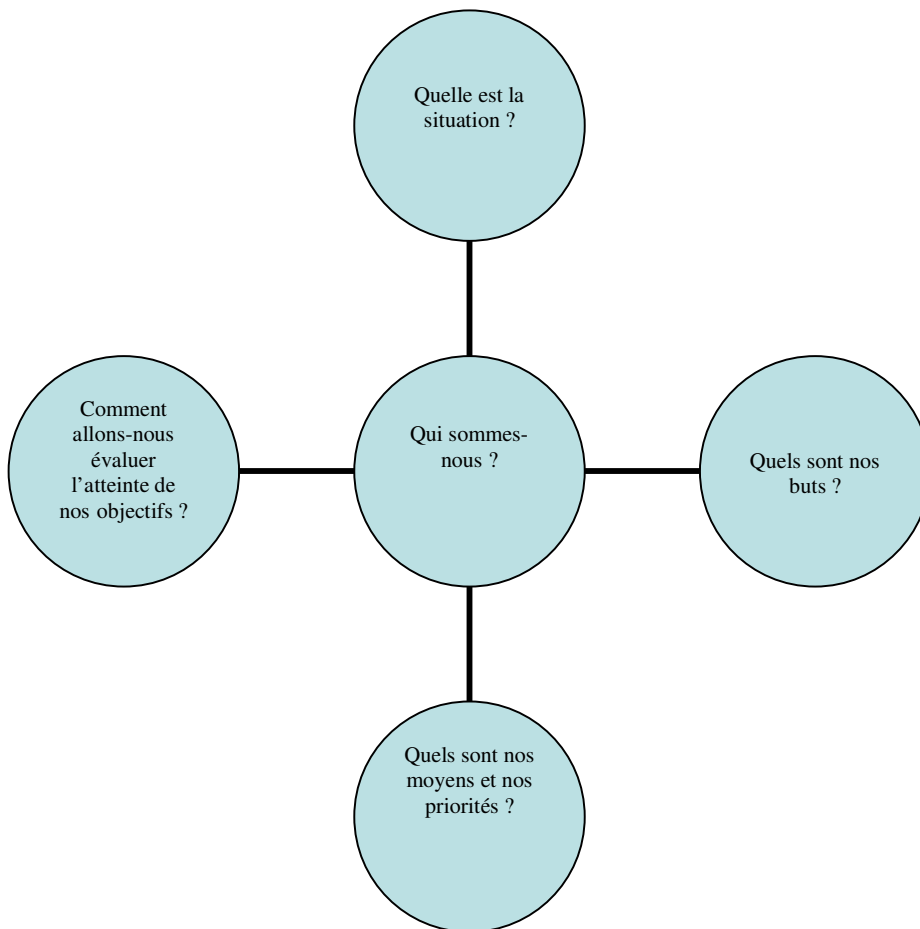 Quelle est la
situation ?
Comment
allons-nous
évaluer
l’atteinte de
nos objectifs ?
Qui sommes-
nous ?
Quels sont nos
buts ?
Quels sont nos
moyens et nos
priorités ?